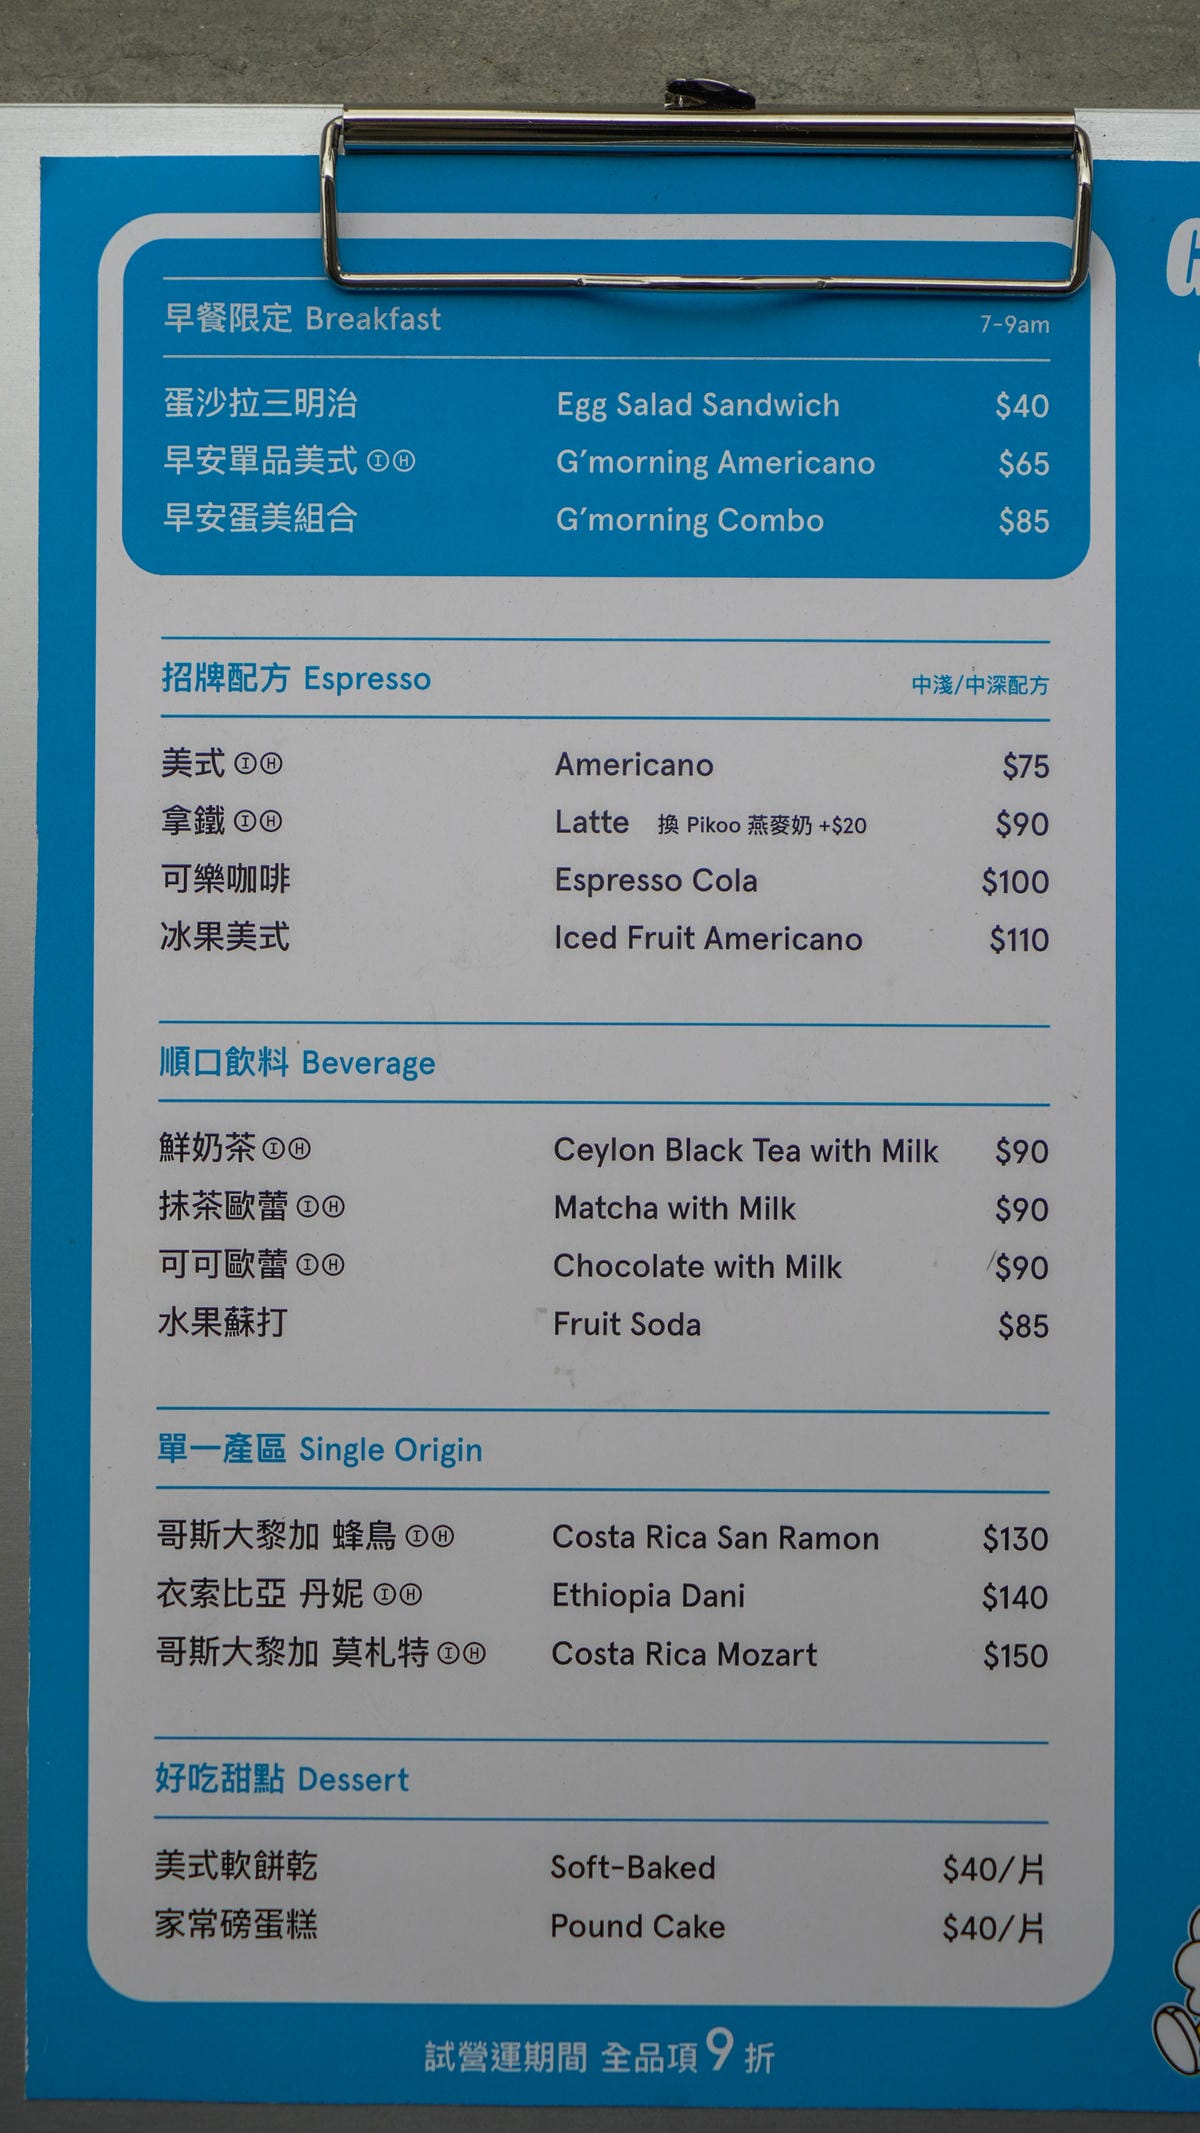 早餐限定 Breakfast 7-9am
蛋沙拉三明治 Egg Salad Sandwich $40
早安單品美式 Ⓘ Ⓗ G'morning Americano $65
早安蛋美組合 G'morning Combo $85
招牌配方 Espresso 中淺/中深配方
美式 Ⓘ Ⓗ Americano $75
拿鐵 Ⓘ Ⓗ Latte 換 Pikoo 燕麥奶 +$20 $90
可樂咖啡 Espresso Cola $100
冰果美式 Iced Fruit Americano $110
順口飲料 Beverage
鮮奶茶 Ⓘ Ⓗ Ceylon Black Tea with Milk $90
抹茶歐蕾 Ⓘ Ⓗ Matcha with Milk $90
可可歐蕾 Ⓘ Ⓗ Chocolate with Milk $90
水果蘇打 Fruit Soda $85
單一產區 Single Origin
哥斯大黎加 蜂鳥 Ⓘ Ⓗ Costa Rica San Ramon $130
衣索比亞 丹妮 Ⓘ Ⓗ Ethiopia Dani $140
哥斯大黎加 莫札特 Ⓘ Ⓗ Costa Rica Mozart $150
好吃甜點 Dessert
美式軟餅乾 Soft-Baked $40/片
家常磅蛋糕 Pound Cake $40/片
試營運期間 全品項 9 折